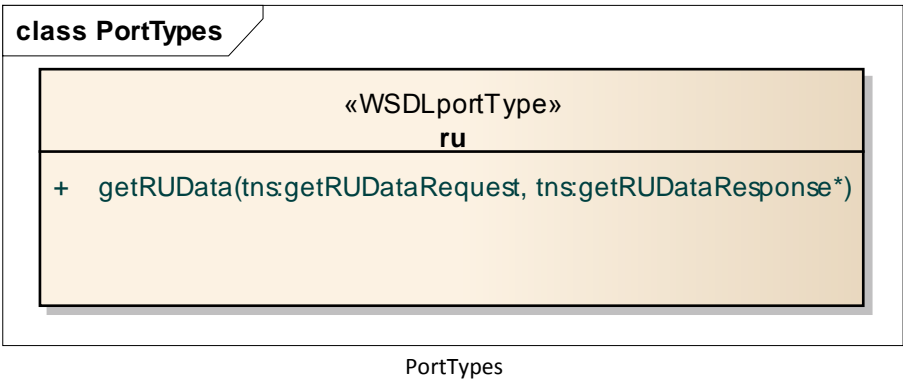 class PortTypes
«WSDLportType»
ru
+ getRUData(tns:getRUDataRequest, tns:getRUDataResponse*)
PortTypes